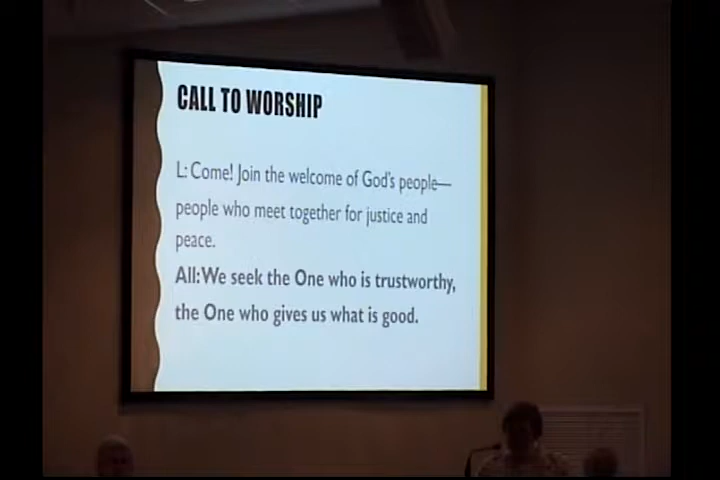 CALL TO WORSHIP
L: Come! Join the welcome of God's people—
people who meet together for justice and
peace.
All: We seek the One who is trustworthy,
the One who gives us what is good.